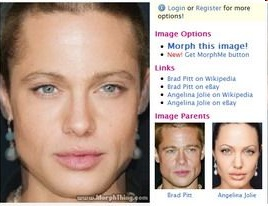 Login or Register for more
options!
Image Options
Morph this image!
New! Get MorphMe button
Links
Brad Pitt on Wikipedia
Brad Pitt on eBay
Angelina Jolie on Wikipedia
Angelina Jolie on eBay
Image Parents
Brad Pitt
Angelina Jolie
www.MorphThing.com